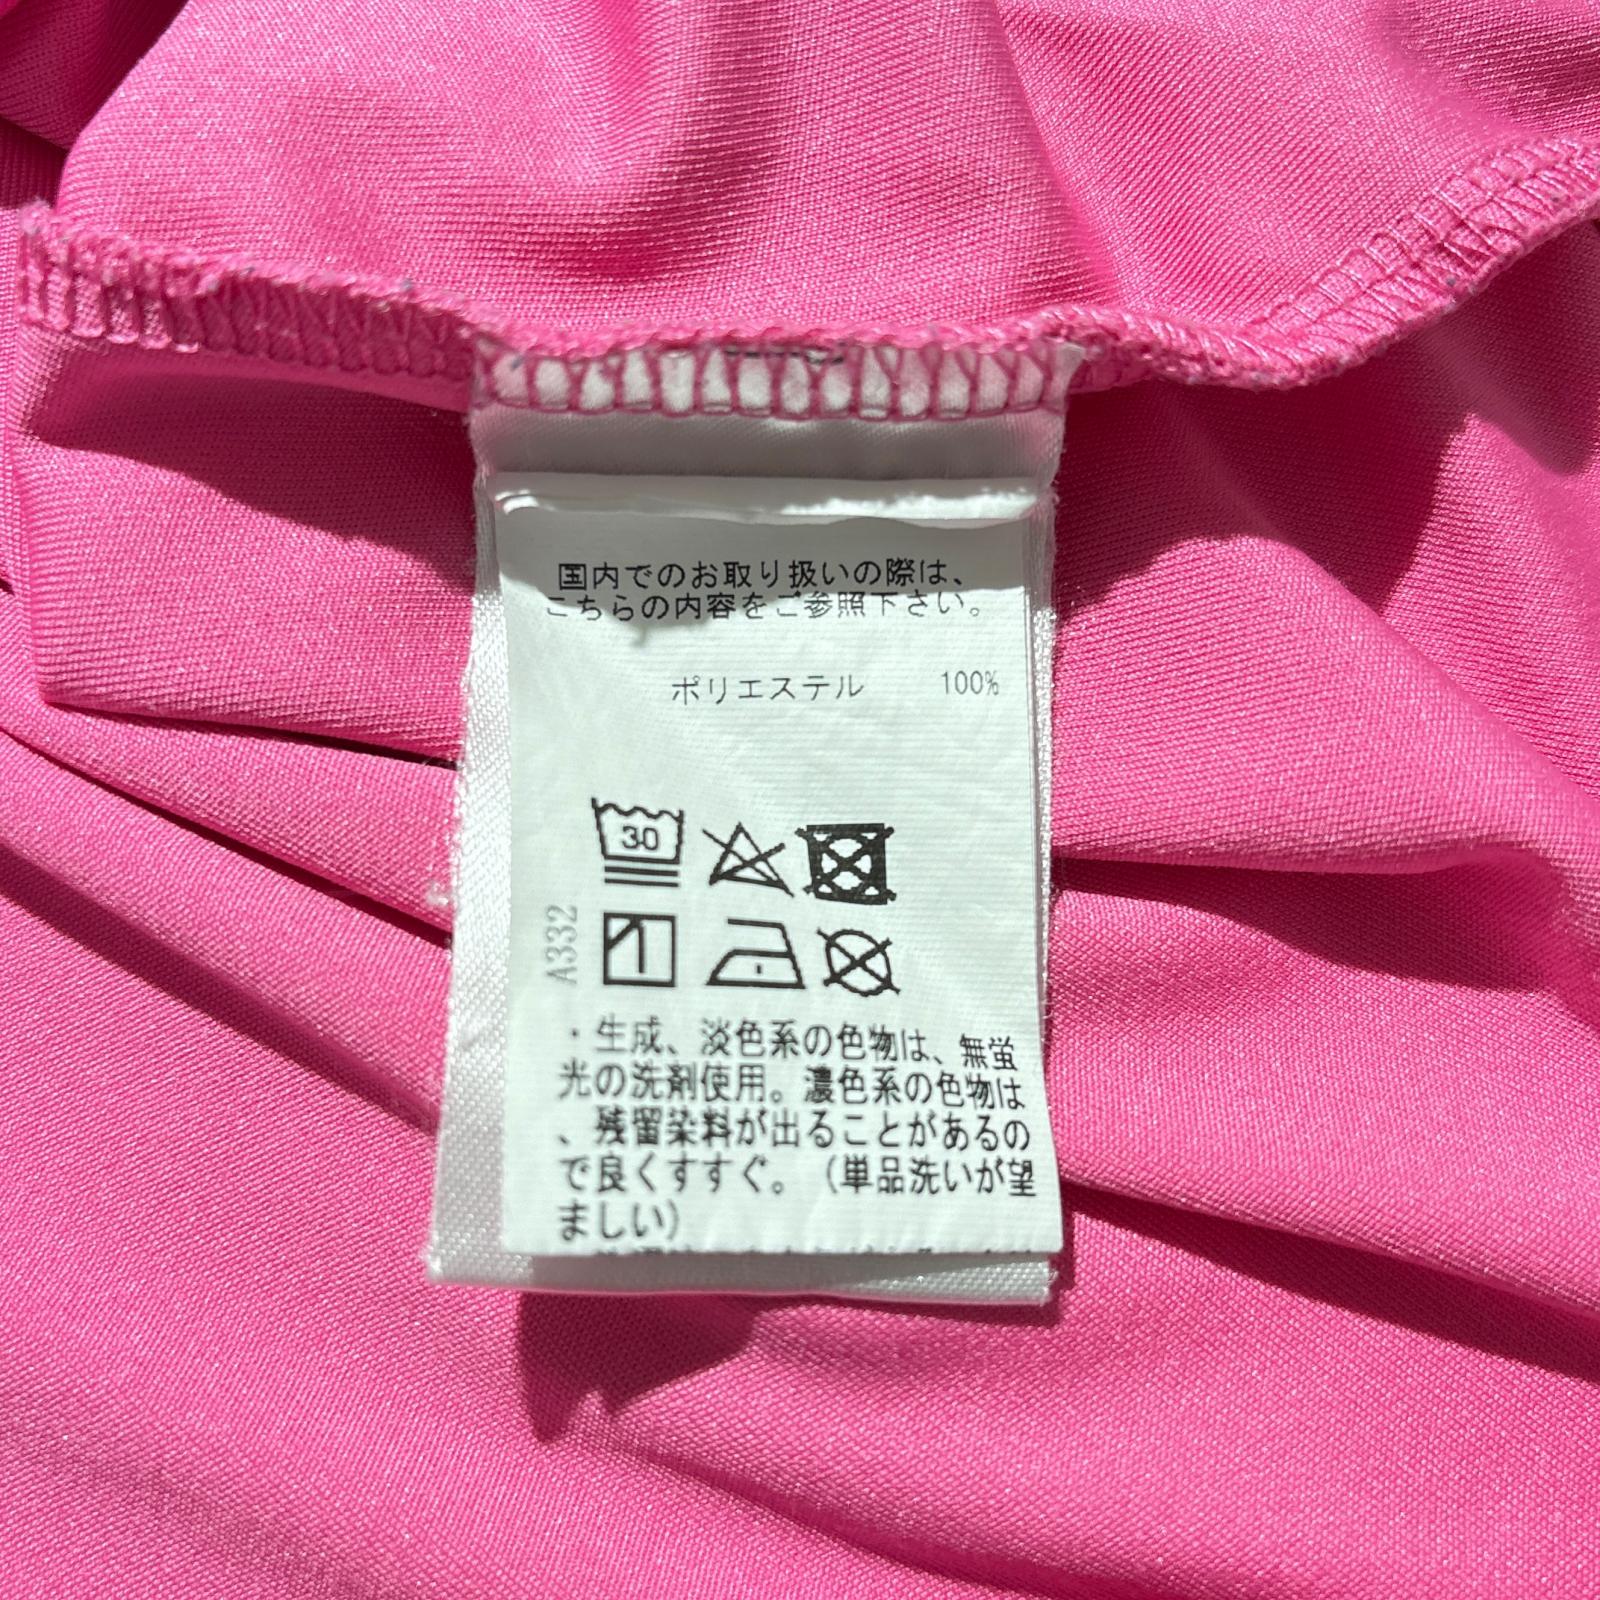 国内でのお取り扱いの際は、
こちらの内容をご参照下さい。
ポリエステル 100%
30
A332
・生成、淡色系の色物は、無蛍
光の洗剤使用。濃色系の色物は
、残留染料が出ることがあるの
で良くすすぐ。（単品洗いが望
ましい）